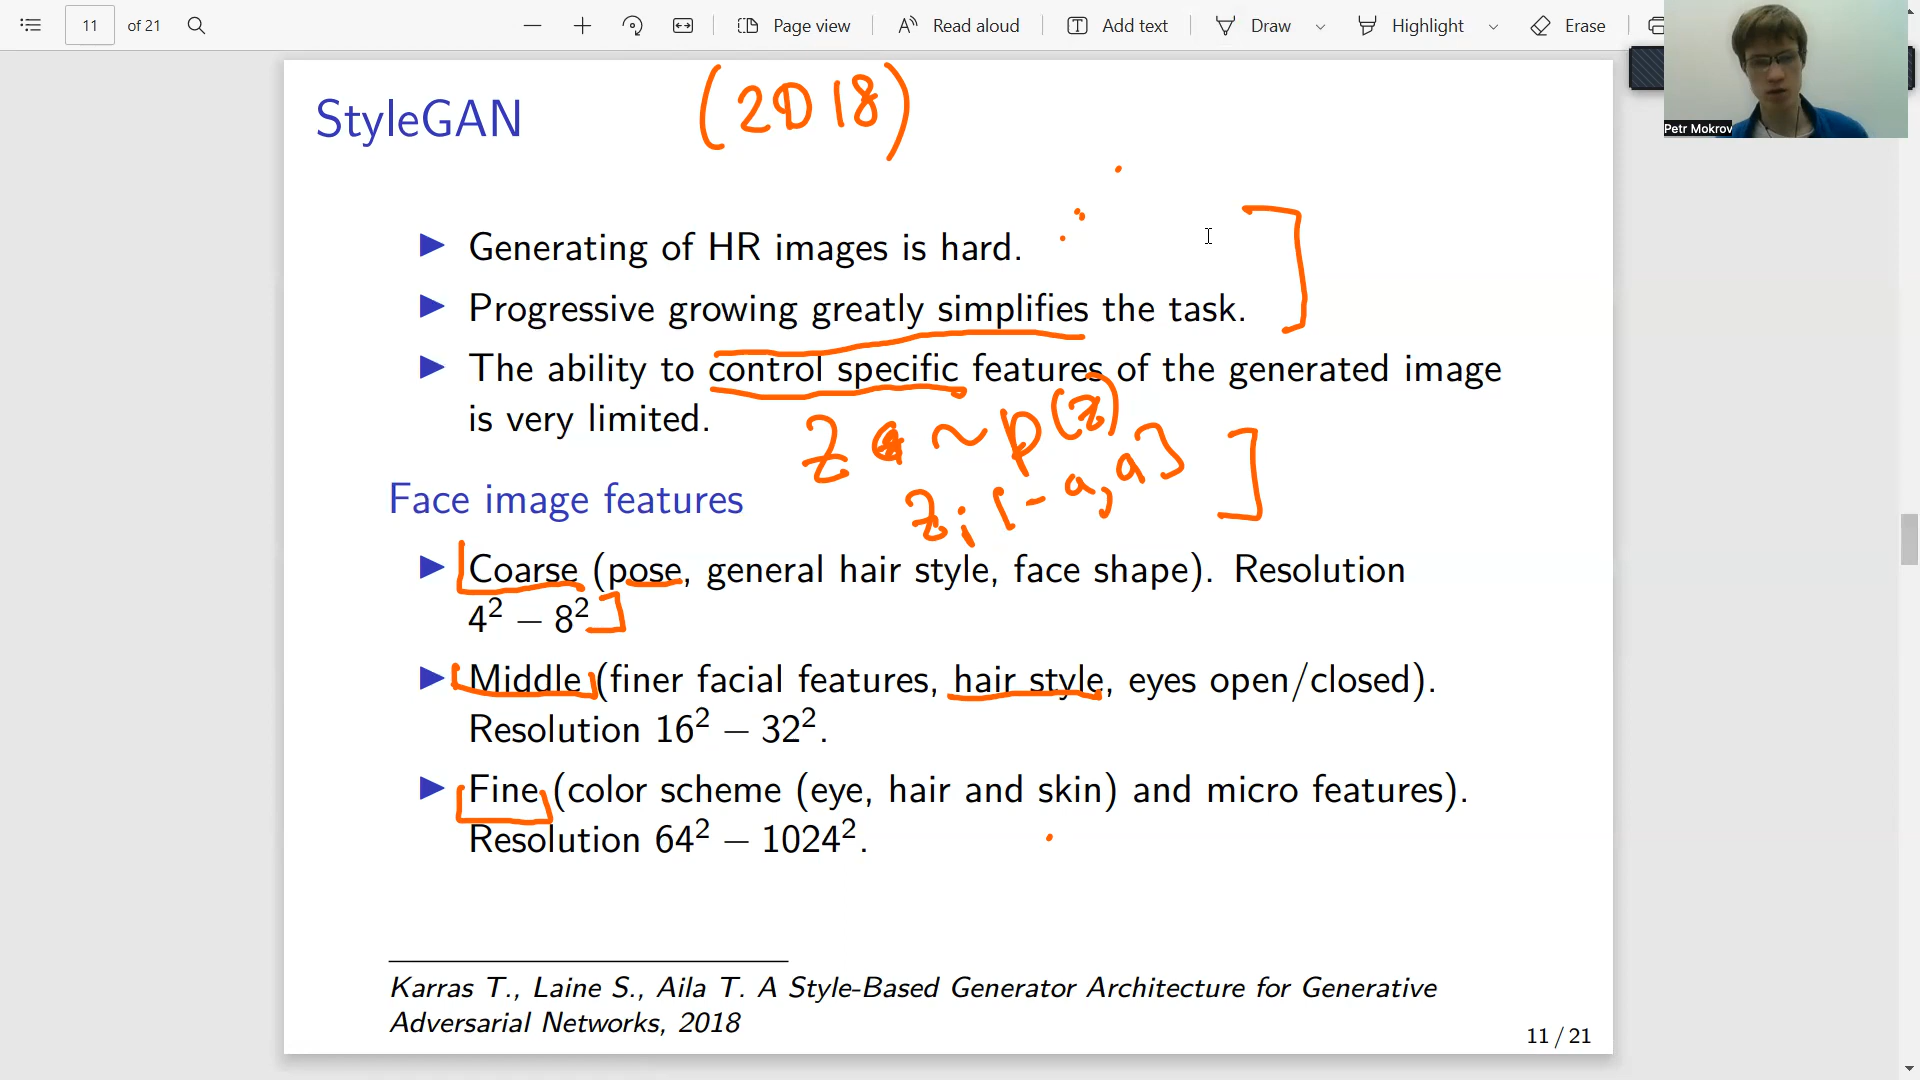 11 of 21 Page view Read aloud Add text Draw Highlight Erase
Petr Mokrov
StyleGAN (2018)
▶ Generating of HR images is hard.
▶ Progressive growing greatly simplifies the task.
▶ The ability to control specific features of the generated image
is very limited.
z ~ p(z)
z_i [-a, a]
Face image features
▶ Coarse (pose, general hair style, face shape). Resolution
4² − 8²
▶ Middle (finer facial features, hair style, eyes open/closed).
Resolution 16² − 32².
▶ Fine (color scheme (eye, hair and skin) and micro features).
Resolution 64² − 1024².
Karras T., Laine S., Aila T. A Style-Based Generator Architecture for Generative
Adversarial Networks, 2018
11 / 21